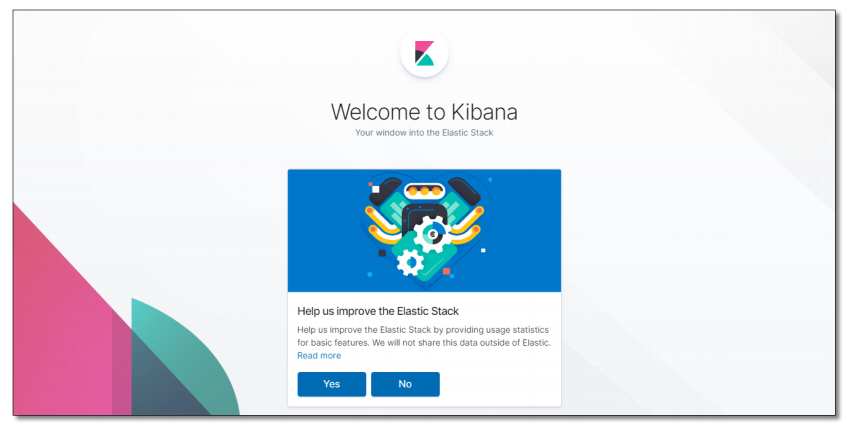 Welcome to Kibana
Your window into the Elastic Stack
Help us improve the Elastic Stack
Help us improve the Elastic Stack by providing usage statistics
for basic features. We will not share this data outside of Elastic.
Read more
Yes No